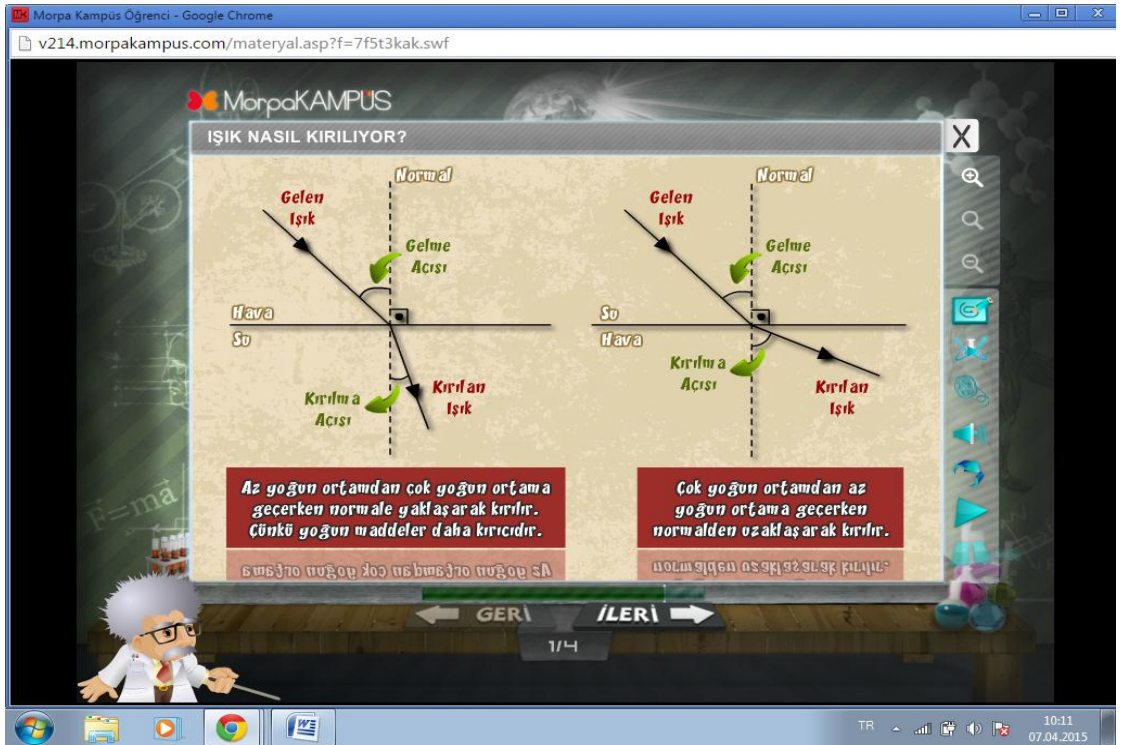 Morpa Kampüs Öğrenci - Google Chrome
v214.morpakampus.com/materyal.asp?f=7f5t3kak.swf
MorpaKAMPÜS
IŞIK NASIL KIRILIYOR?
X
Normal
Gelen
Işık
Gelme
Açısı
Hava
Su
Kırılma
Açısı
Kırılan
Işık
Az yoğun ortamdan çok yoğun ortama
geçerken normale yaklaşarak kırılır.
Çünkü yoğun maddeler daha kırıcıdır.
Normal
Gelen
Işık
Gelme
Açısı
Su
Hava
Kırılma
Açısı
Kırılan
Işık
Çok yoğun ortamdan az
yoğun ortama geçerken
normalden uzaklaşarak kırılır.
F=ma
GERİ
İLERİ
1/4
TR
10:11
07.04.2015